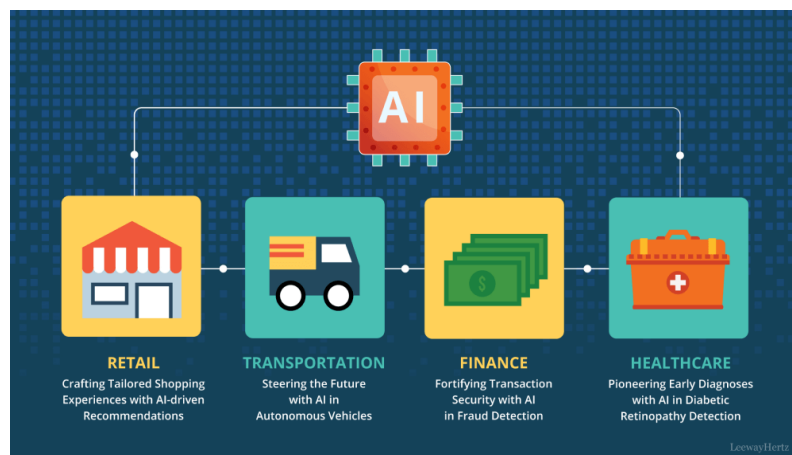 AI
RETAIL
Crafting Tailored Shopping
Experiences with AI-driven
Recommendations
TRANSPORTATION
Steering the Future
with AI in
Autonomous Vehicles
$
FINANCE
Fortifying Transaction
Security with AI
in Fraud Detection
HEALTHCARE
Pioneering Early Diagnoses
with AI in Diabetic
Retinopathy Detection
LeewayHertz